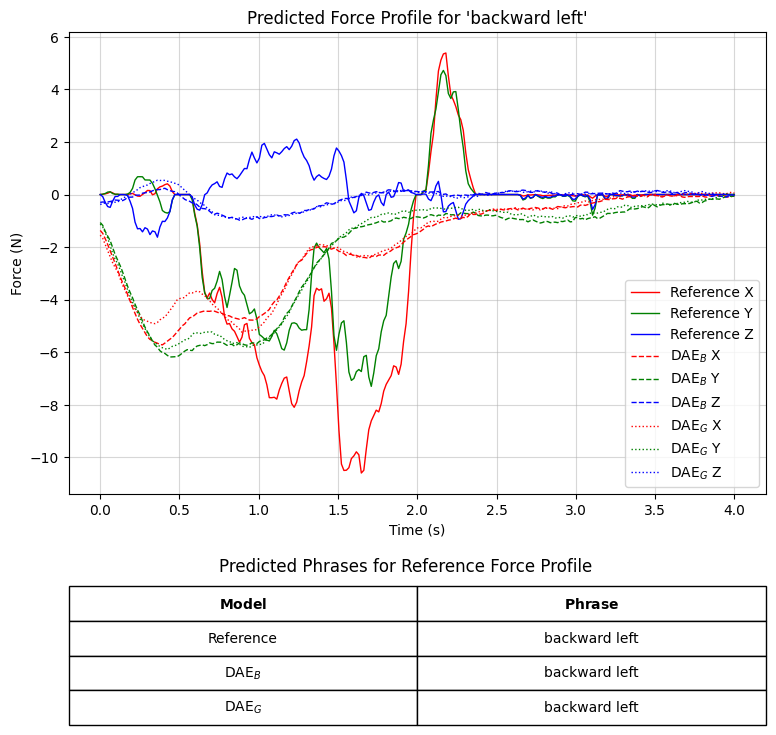 Predicted Force Profile for 'backward left'
6
4
2
0
−2
−4
−6
−8
−10
Force (N)
Reference X
Reference Y
Reference Z
DAE_B X
DAE_B Y
DAE_B Z
DAE_G X
DAE_G Y
DAE_G Z
0.0 0.5 1.0 1.5 2.0 2.5 3.0 3.5 4.0
Time (s)
Predicted Phrases for Reference Force Profile
Model Phrase
Reference backward left
DAE_B backward left
DAE_G backward left